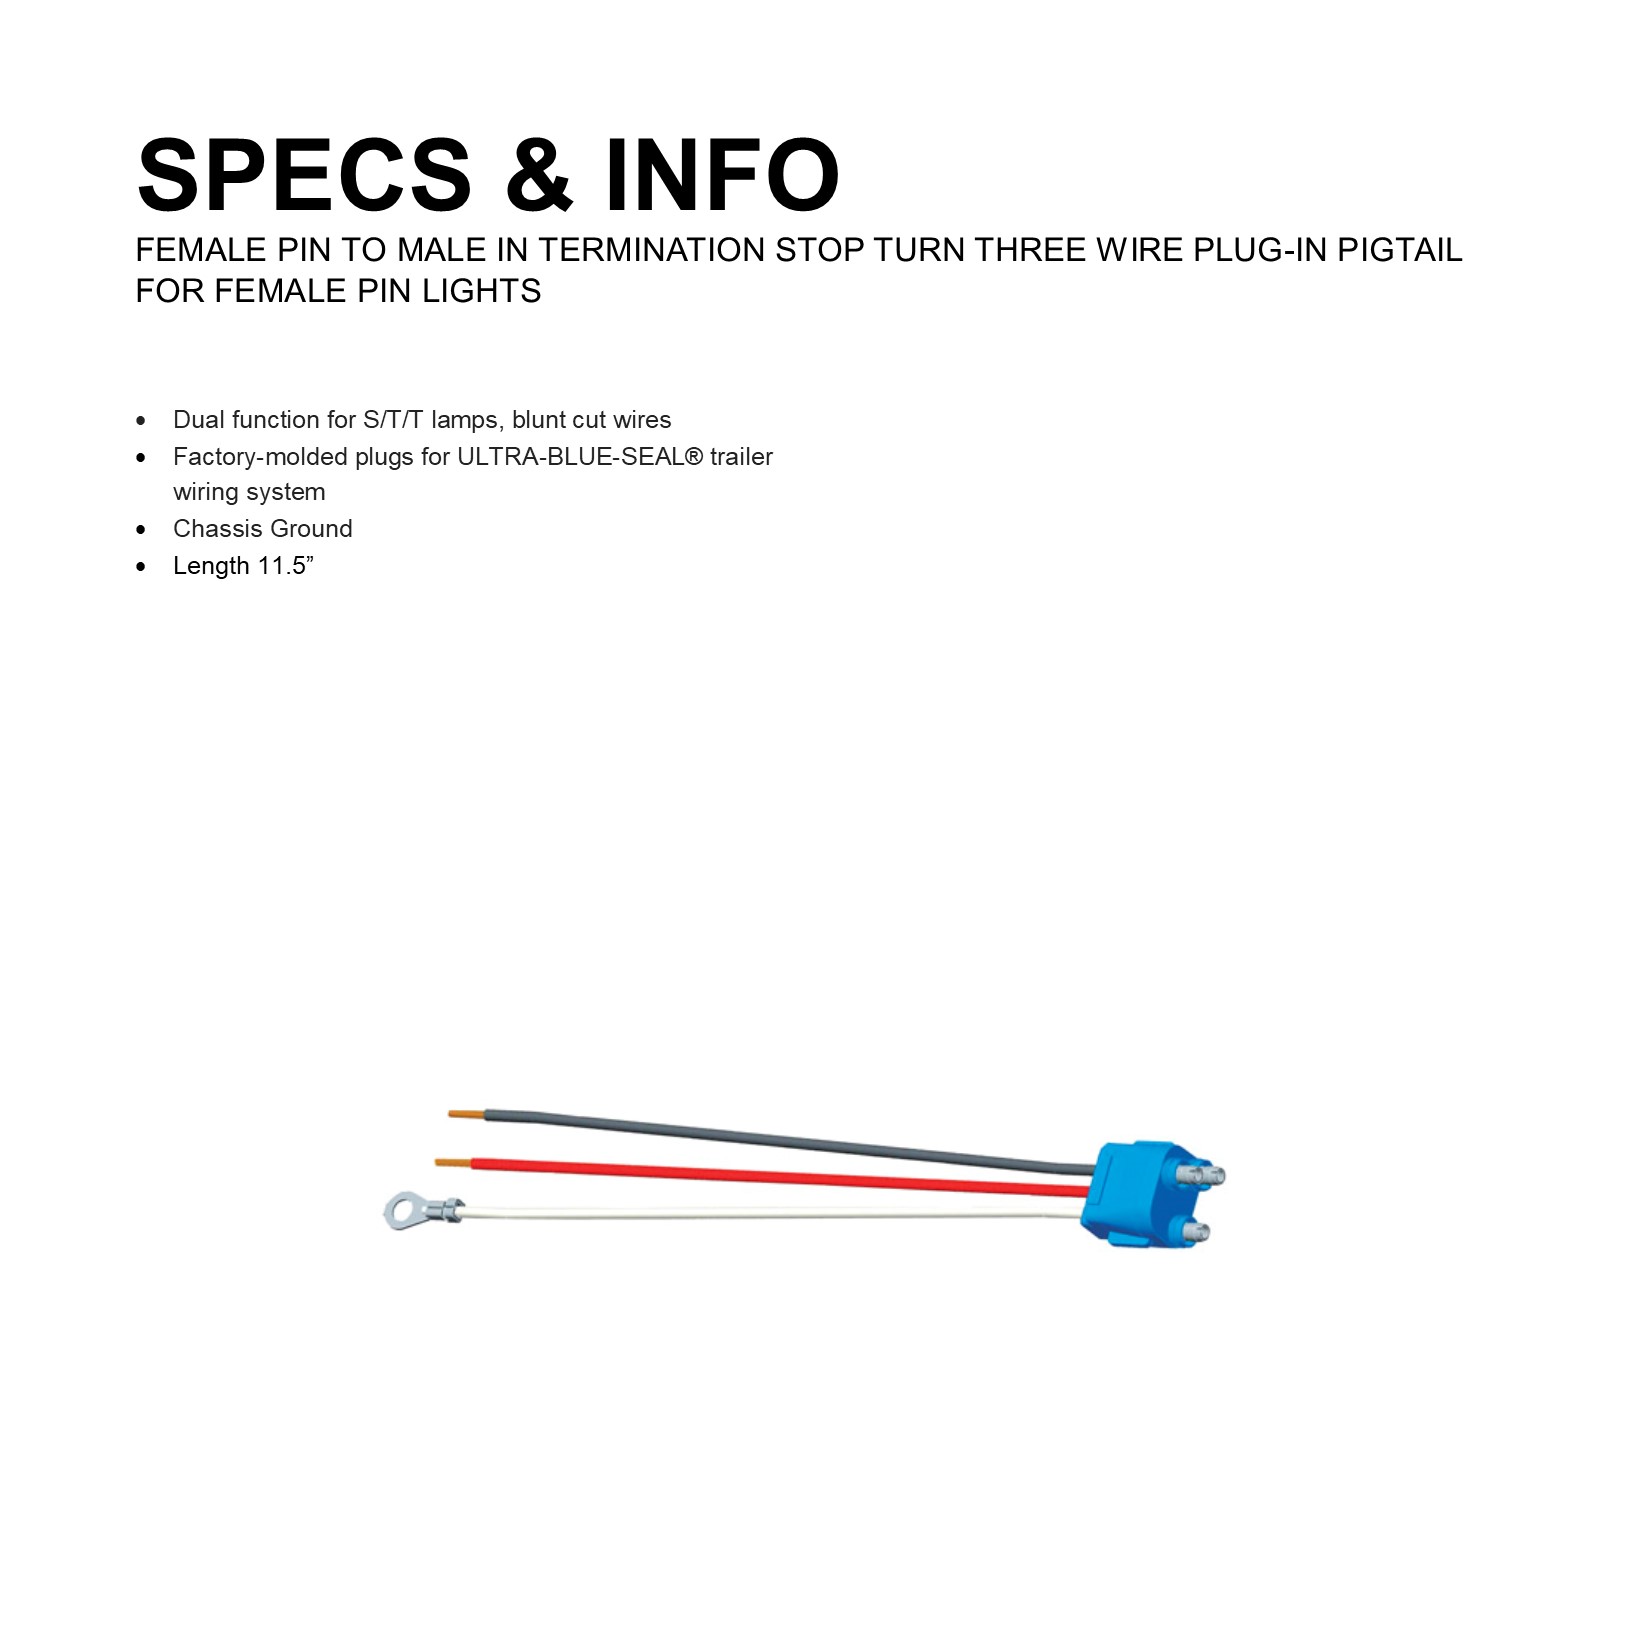 SPECS & INFO
FEMALE PIN TO MALE IN TERMINATION STOP TURN THREE WIRE PLUG-IN PIGTAIL
FOR FEMALE PIN LIGHTS
• Dual function for S/T/T lamps, blunt cut wires
• Factory-molded plugs for ULTRA-BLUE-SEAL® trailer
wiring system
• Chassis Ground
• Length 11.5”